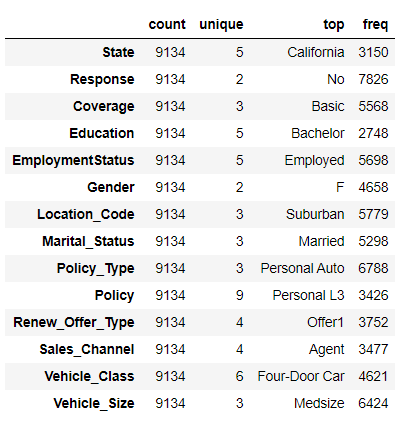 count unique top freq
State 9134 5 California 3150
Response 9134 2 No 7826
Coverage 9134 3 Basic 5568
Education 9134 5 Bachelor 2748
EmploymentStatus 9134 5 Employed 5698
Gender 9134 2 F 4658
Location_Code 9134 3 Suburban 5779
Marital_Status 9134 3 Married 5298
Policy_Type 9134 3 Personal Auto 6788
Policy 9134 9 Personal L3 3426
Renew_Offer_Type 9134 4 Offer1 3752
Sales_Channel 9134 4 Agent 3477
Vehicle_Class 9134 6 Four-Door Car 4621
Vehicle_Size 9134 3 Medsize 6424